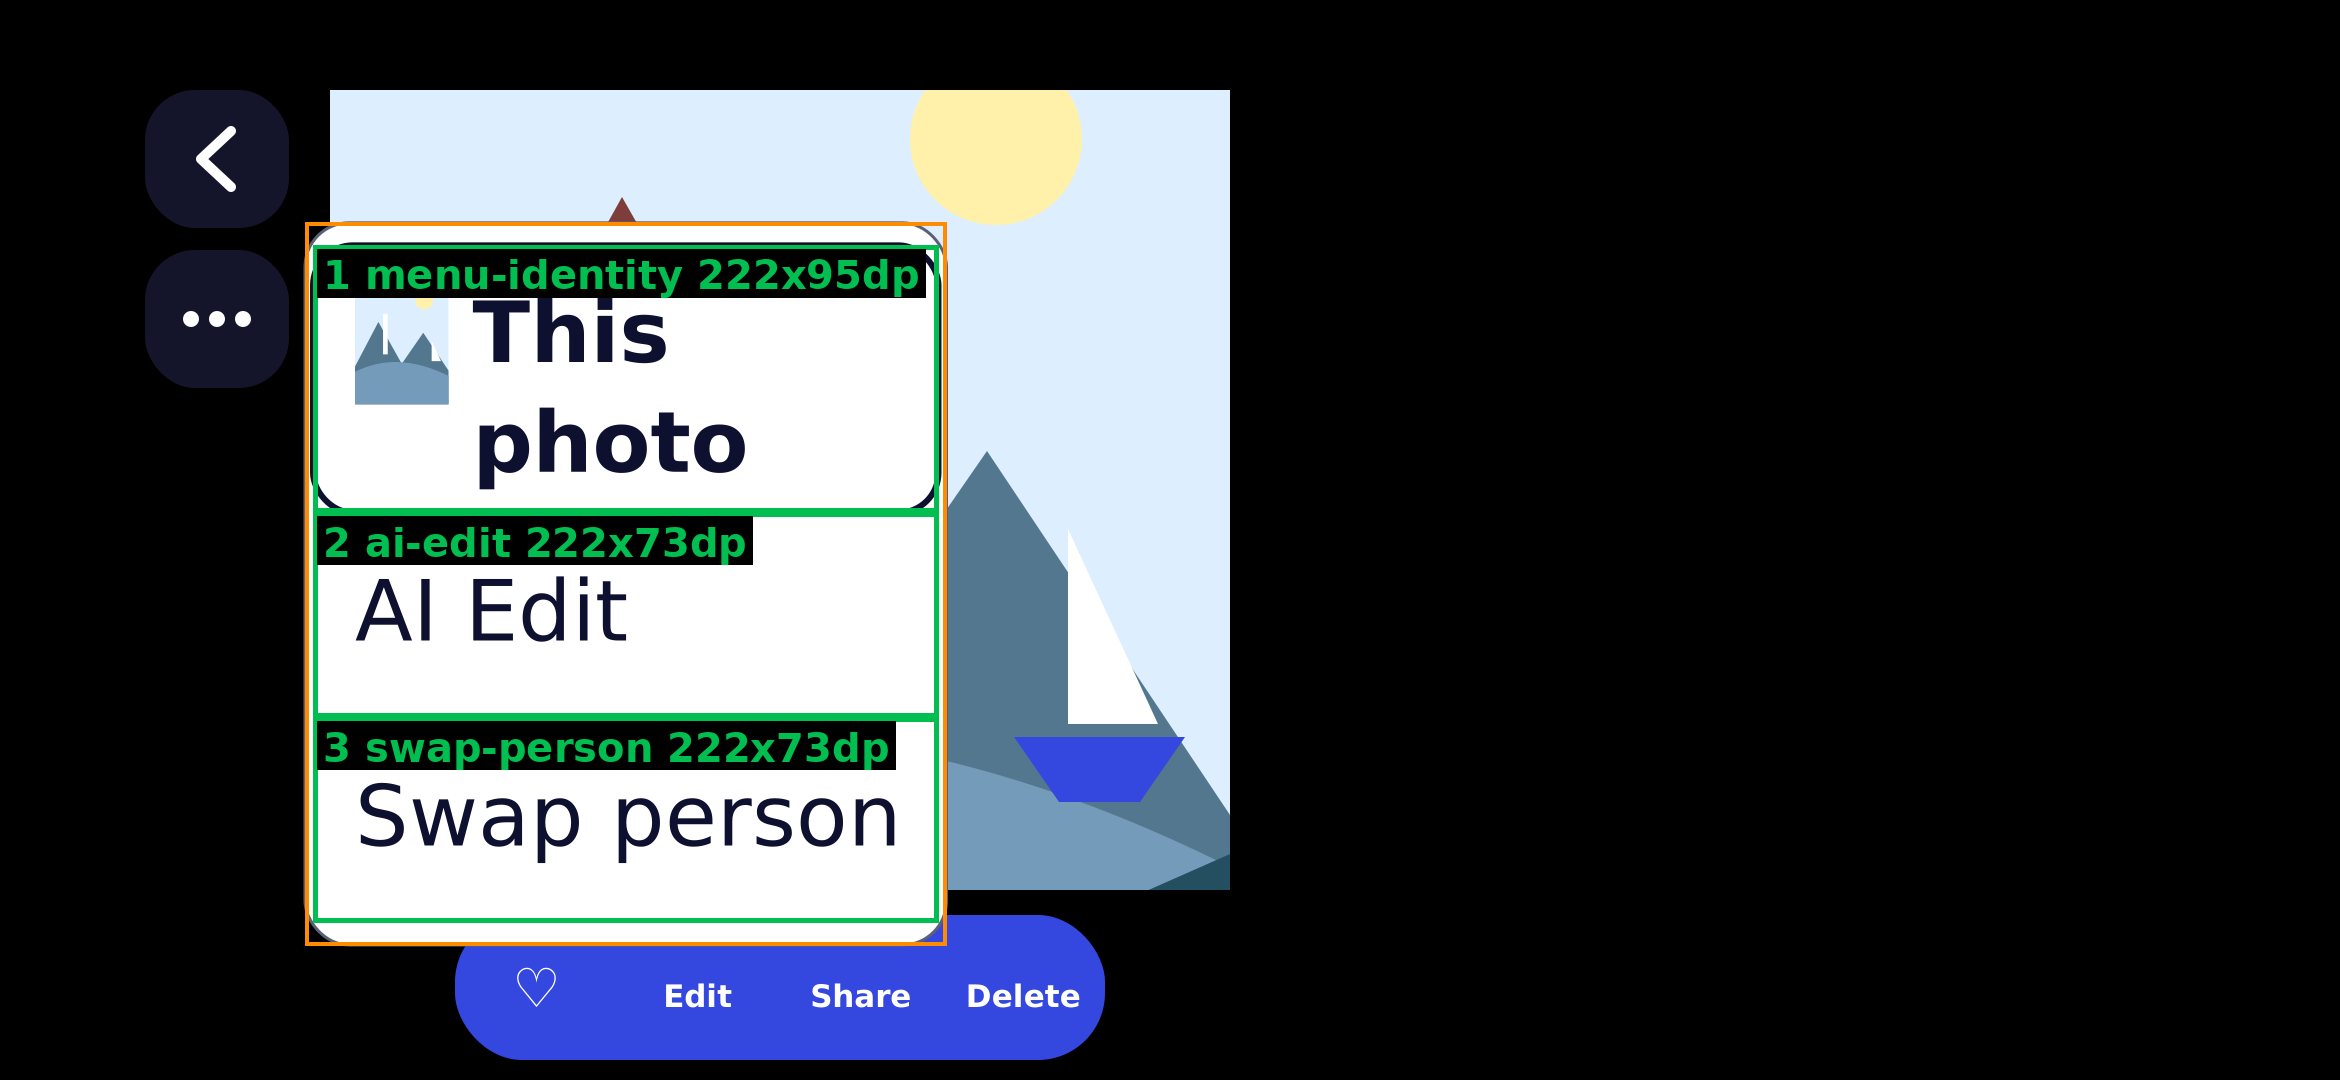 1 menu-identity 222x95dp
This
photo
2 ai-edit 222x73dp
AI Edit
3 swap-person 222x73dp
Swap person
♡ Edit Share Delete